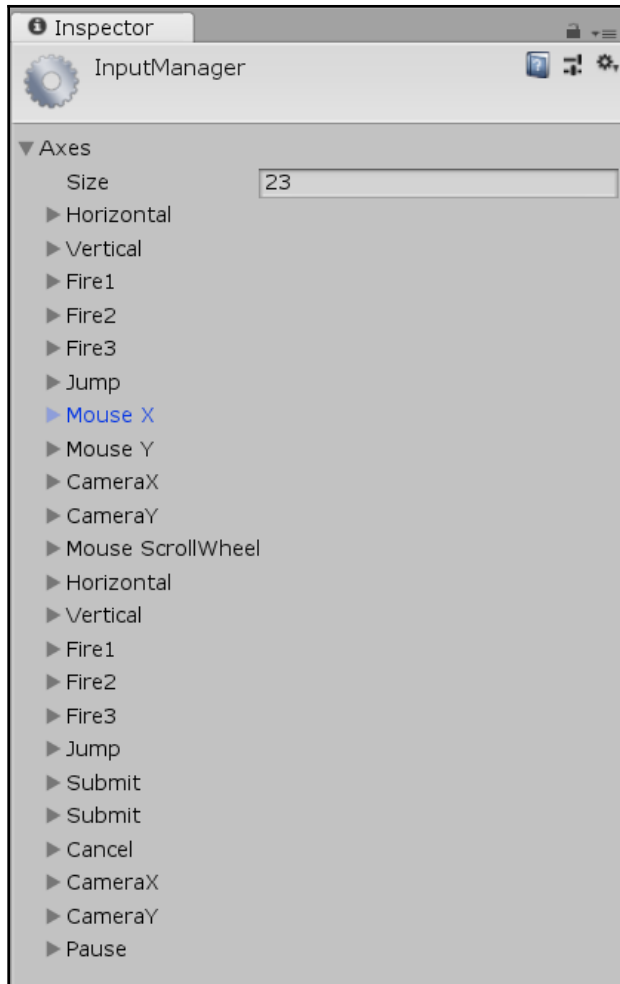 Inspector
InputManager
Axes
Size 23
Horizontal
Vertical
Fire1
Fire2
Fire3
Jump
Mouse X
Mouse Y
CameraX
CameraY
Mouse ScrollWheel
Horizontal
Vertical
Fire1
Fire2
Fire3
Jump
Submit
Submit
Cancel
CameraX
CameraY
Pause